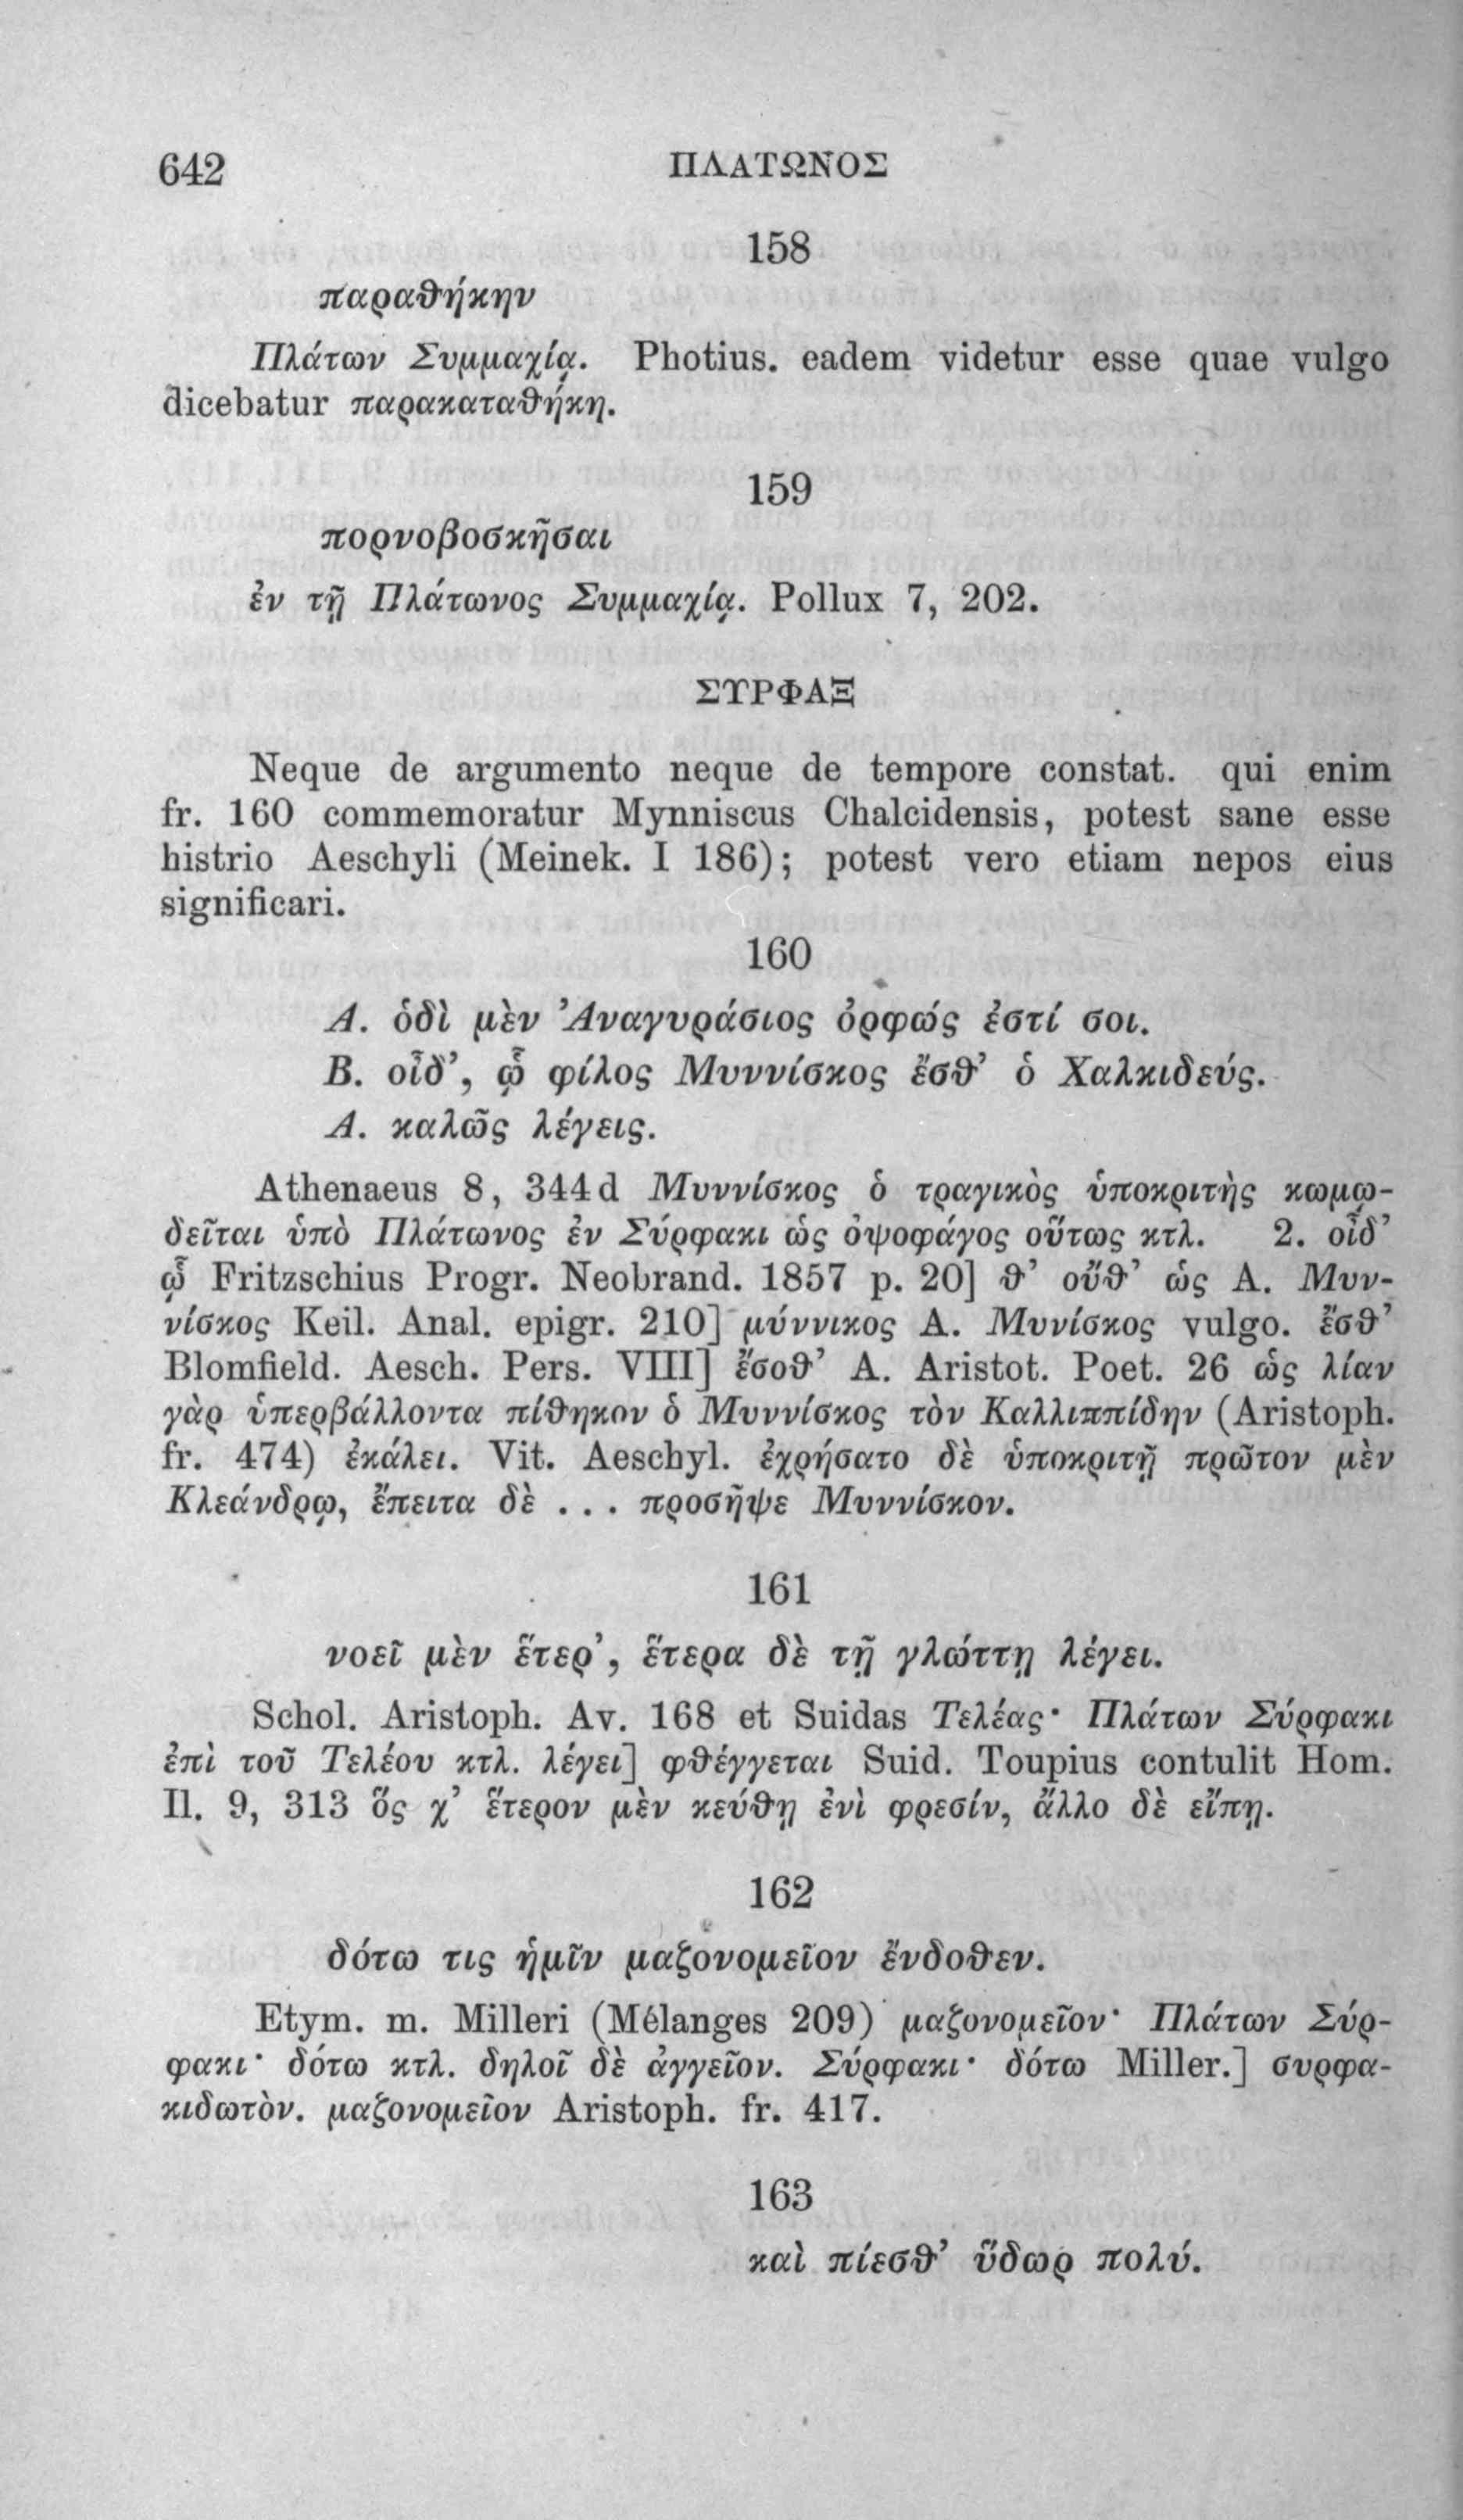 642 ΠΛΑΤΩΝΟΣ
158
παραθήκην
Πλάτων Συμμαχίᾳ. Photius. eadem videtur esse quae vulgo
dicebatur παρακαταθήκη.
159
πορνοβοσκῆσαι
ἐν τῇ Πλάτωνος Συμμαχίᾳ. Pollux 7, 202.
ΣΥΡΦΑΞ
Neque de argumento neque de tempore constat. qui enim
fr. 160 commemoratur Mynniscus Chalcidensis, potest sane esse
histrio Aeschyli (Meinek. I 186); potest vero etiam nepos eius
significari.
160
Α. ὁδὶ μὲν Ἀναγυράσιος ὀρφώς ἐστί σοι.
Β. οἶδ’, ᾧ φίλος Μυννίσκος ἔσθ’ ὁ Χαλκιδεύς.
Α. καλῶς λέγεις.
Athenaeus 8, 344d Μυννίσκος ὁ τραγικὸς ὑποκριτὴς κωμῳ-
δεῖται ὑπὸ Πλάτωνος ἐν Σύρφακι ὡς ὀψοφάγος οὕτως κτλ. 2. οἶδ’
ᾧ Fritzschius Progr. Neobrand. 1857 p. 20] θ’ οὔθ’ ὡς A. Μυν-
νίσκος Keil. Anal. epigr. 210] μύννικος A. Μυνίσκος vulgo. ἔσθ’
Blomfield. Aesch. Pers. VIII] ἔσοθ’ A. Aristot. Poet. 26 ὡς λίαν
γὰρ ὑπερβάλλοντα πίθηκον ὁ Μυννίσκος τὸν Καλλιππίδην (Aristoph.
fr. 474) ἐκάλει. Vit. Aeschyl. ἐχρήσατο δὲ ὑποκριτῇ πρῶτον μὲν
Κλεάνδρῳ, ἔπειτα δὲ ... προσῆψε Μυννίσκον.
161
νοεῖ μὲν ἕτερ’, ἕτερα δὲ τῇ γλώττῃ λέγει.
Schol. Aristoph. Av. 168 et Suidas Τελέας· Πλάτων Σύρφακι
ἐπὶ τοῦ Τελέου κτλ. λέγει] φθέγγεται Suid. Toupius contulit Hom.
Il. 9, 313 ὅς χ’ ἕτερον μὲν κεύθῃ ἐνὶ φρεσίν, ἄλλο δὲ εἴπῃ.
162
δότω τις ἡμῖν μαζονομεῖον ἔνδοθεν.
Etym. m. Milleri (Mélanges 209) μαζονομεῖον· Πλάτων Σύρ-
φακι· δότω κτλ. δηλοῖ δὲ ἀγγεῖον. Σύρφακι· δότω Miller.] συρφα-
κιδωτὸν. μαζονομεῖον Aristoph. fr. 417.
163
καὶ πίεσθ’ ὕδωρ πολύ.